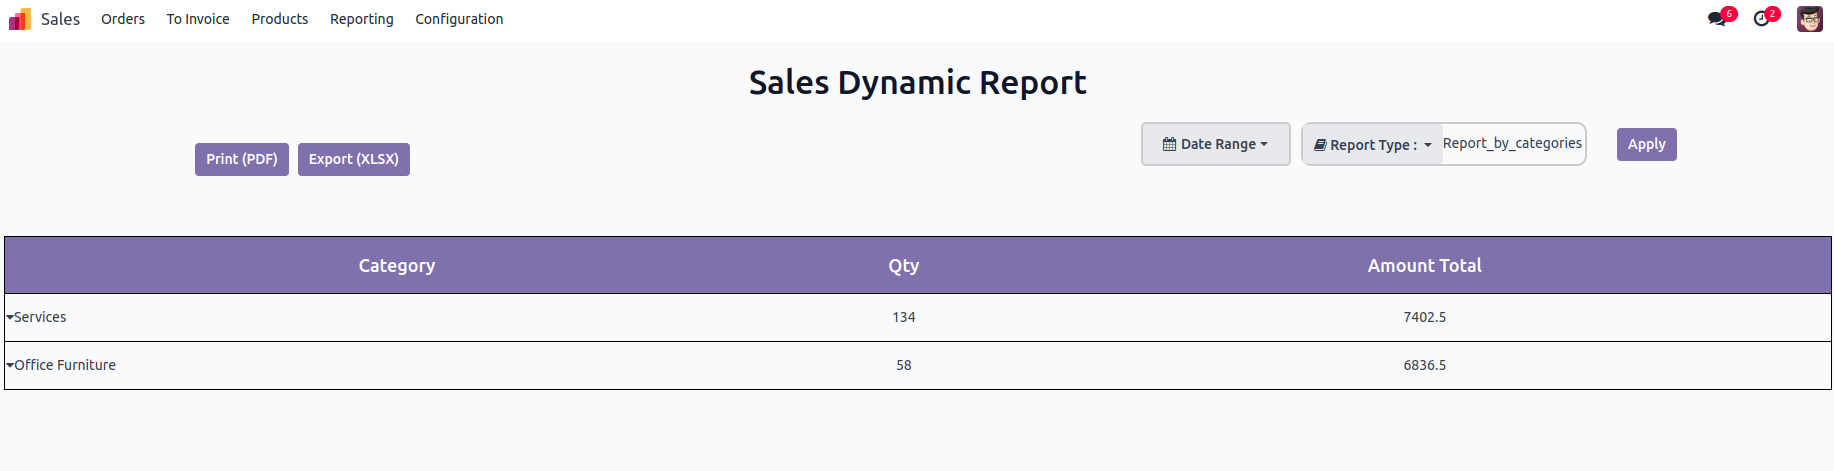 Sales Orders To Invoice Products Reporting Configuration 6 2
Sales Dynamic Report
Print (PDF) Export (XLSX) Date Range Report Type : Report_by_categories Apply
Category Qty Amount Total
Services 134 7402.5
Office Furniture 58 6836.5